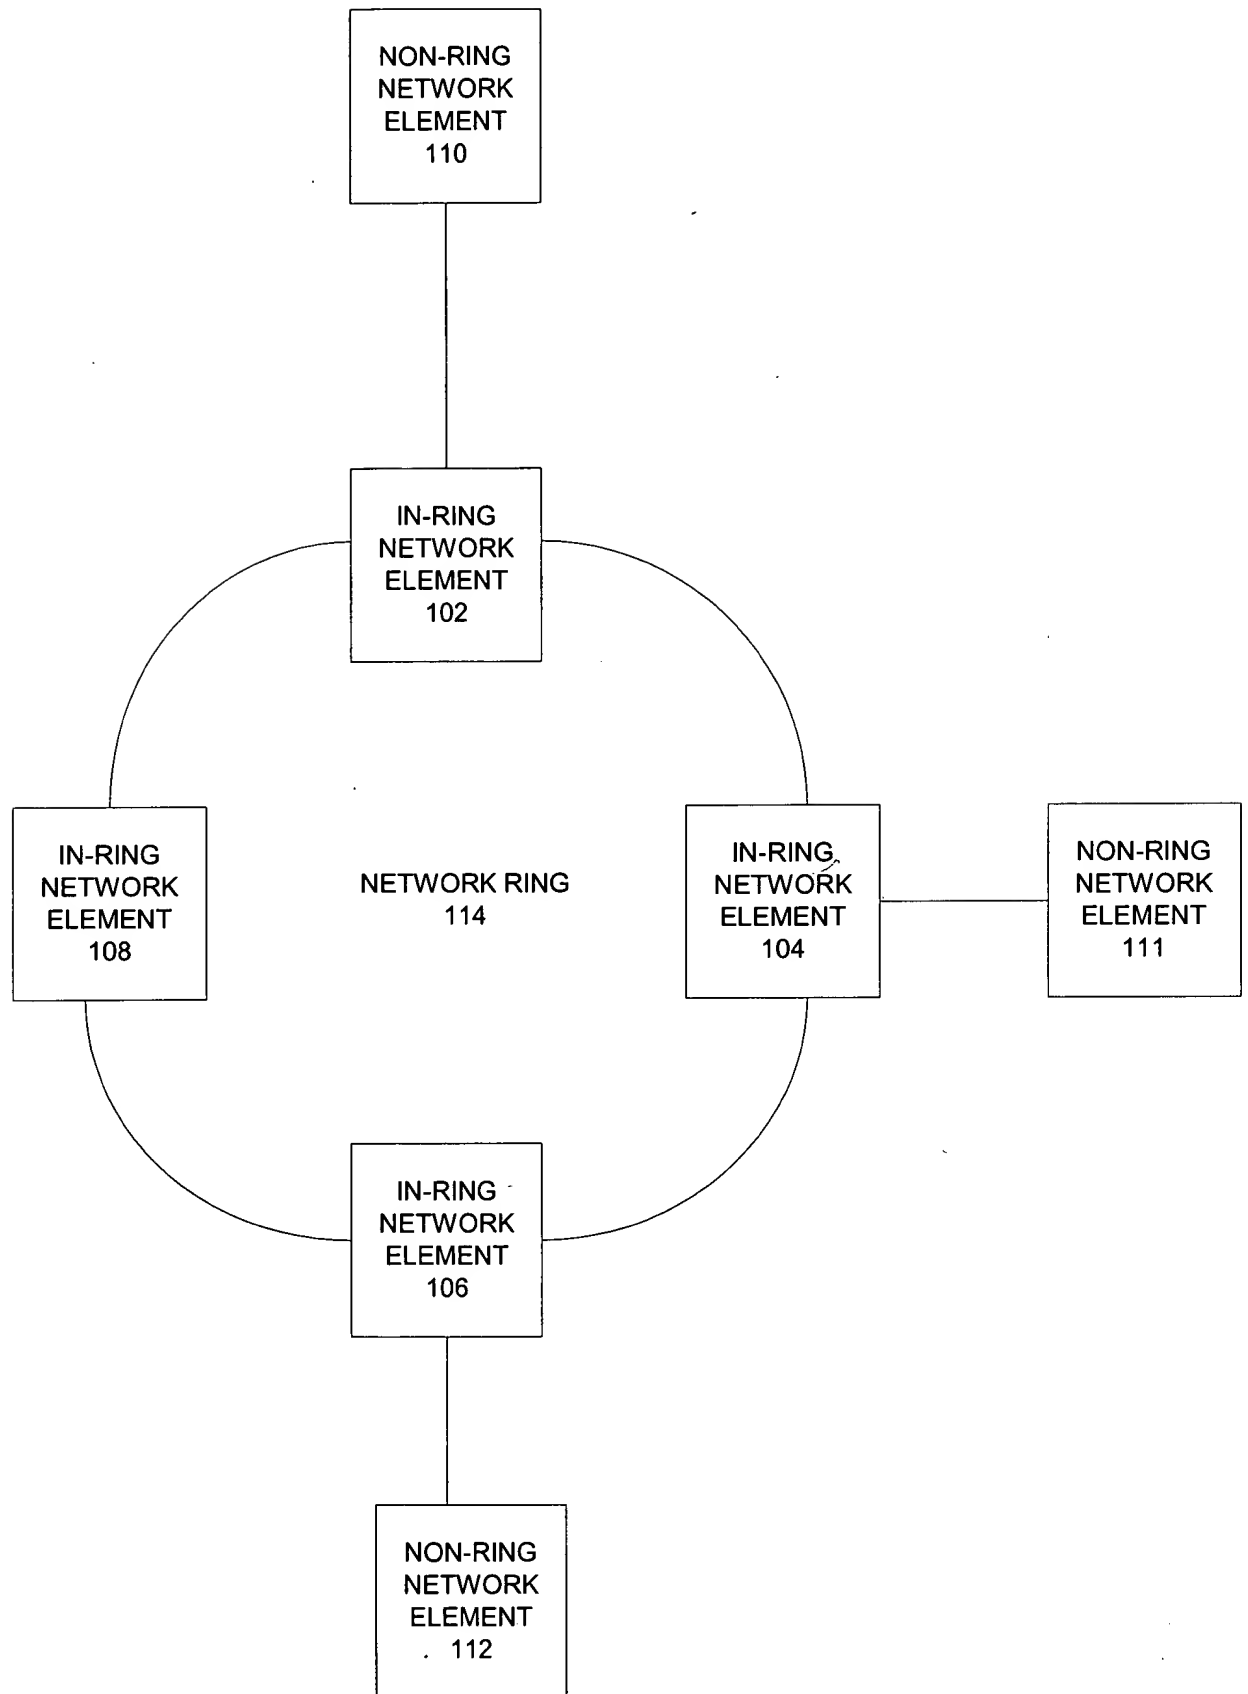 NON-RING
NETWORK
ELEMENT
110
IN-RING
NETWORK
ELEMENT
102
IN-RING
NETWORK
ELEMENT
108
NETWORK RING
114
IN-RING
NETWORK
ELEMENT
104
NON-RING
NETWORK
ELEMENT
111
IN-RING
NETWORK
ELEMENT
106
NON-RING
NETWORK
ELEMENT
112